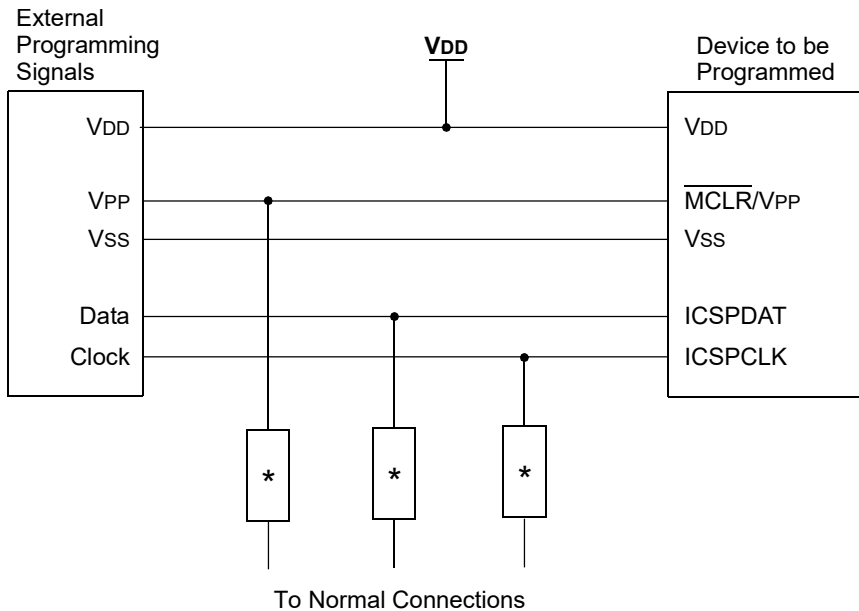 External
Programming
Signals
VDD
Device to be
Programmed
VDD
VDD
VPP
MCLR/VPP
VSS
VSS
Data
ICSPDAT
Clock
ICSPCLK
*
*
*
To Normal Connections